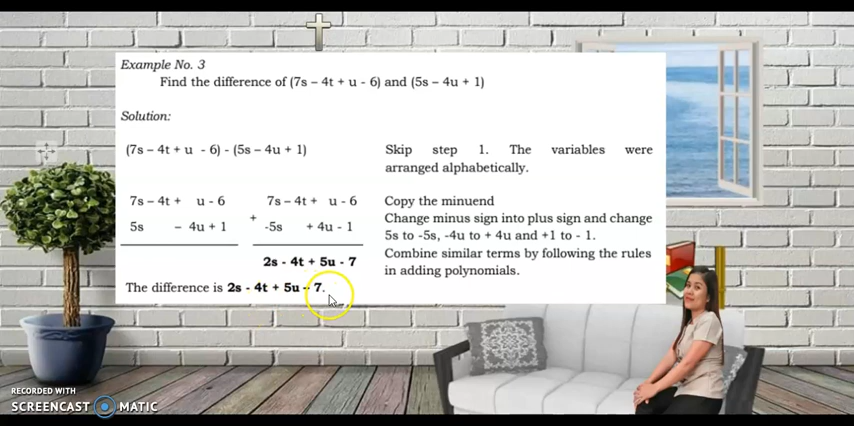 Example No. 3
Find the difference of (7s – 4t + u - 6) and (5s – 4u + 1)
Solution:
(7s – 4t + u - 6) - (5s – 4u + 1)
Skip step 1. The variables were
arranged alphabetically.
7s – 4t + u - 6
5s – 4u + 1
7s – 4t + u - 6
+
-5s + 4u - 1
2s - 4t + 5u - 7
Copy the minuend
Change minus sign into plus sign and change
5s to -5s, -4u to + 4u and +1 to - 1.
Combine similar terms by following the rules
in adding polynomials.
The difference is 2s - 4t + 5u – 7.
RECORDED WITH
SCREENCAST MATIC